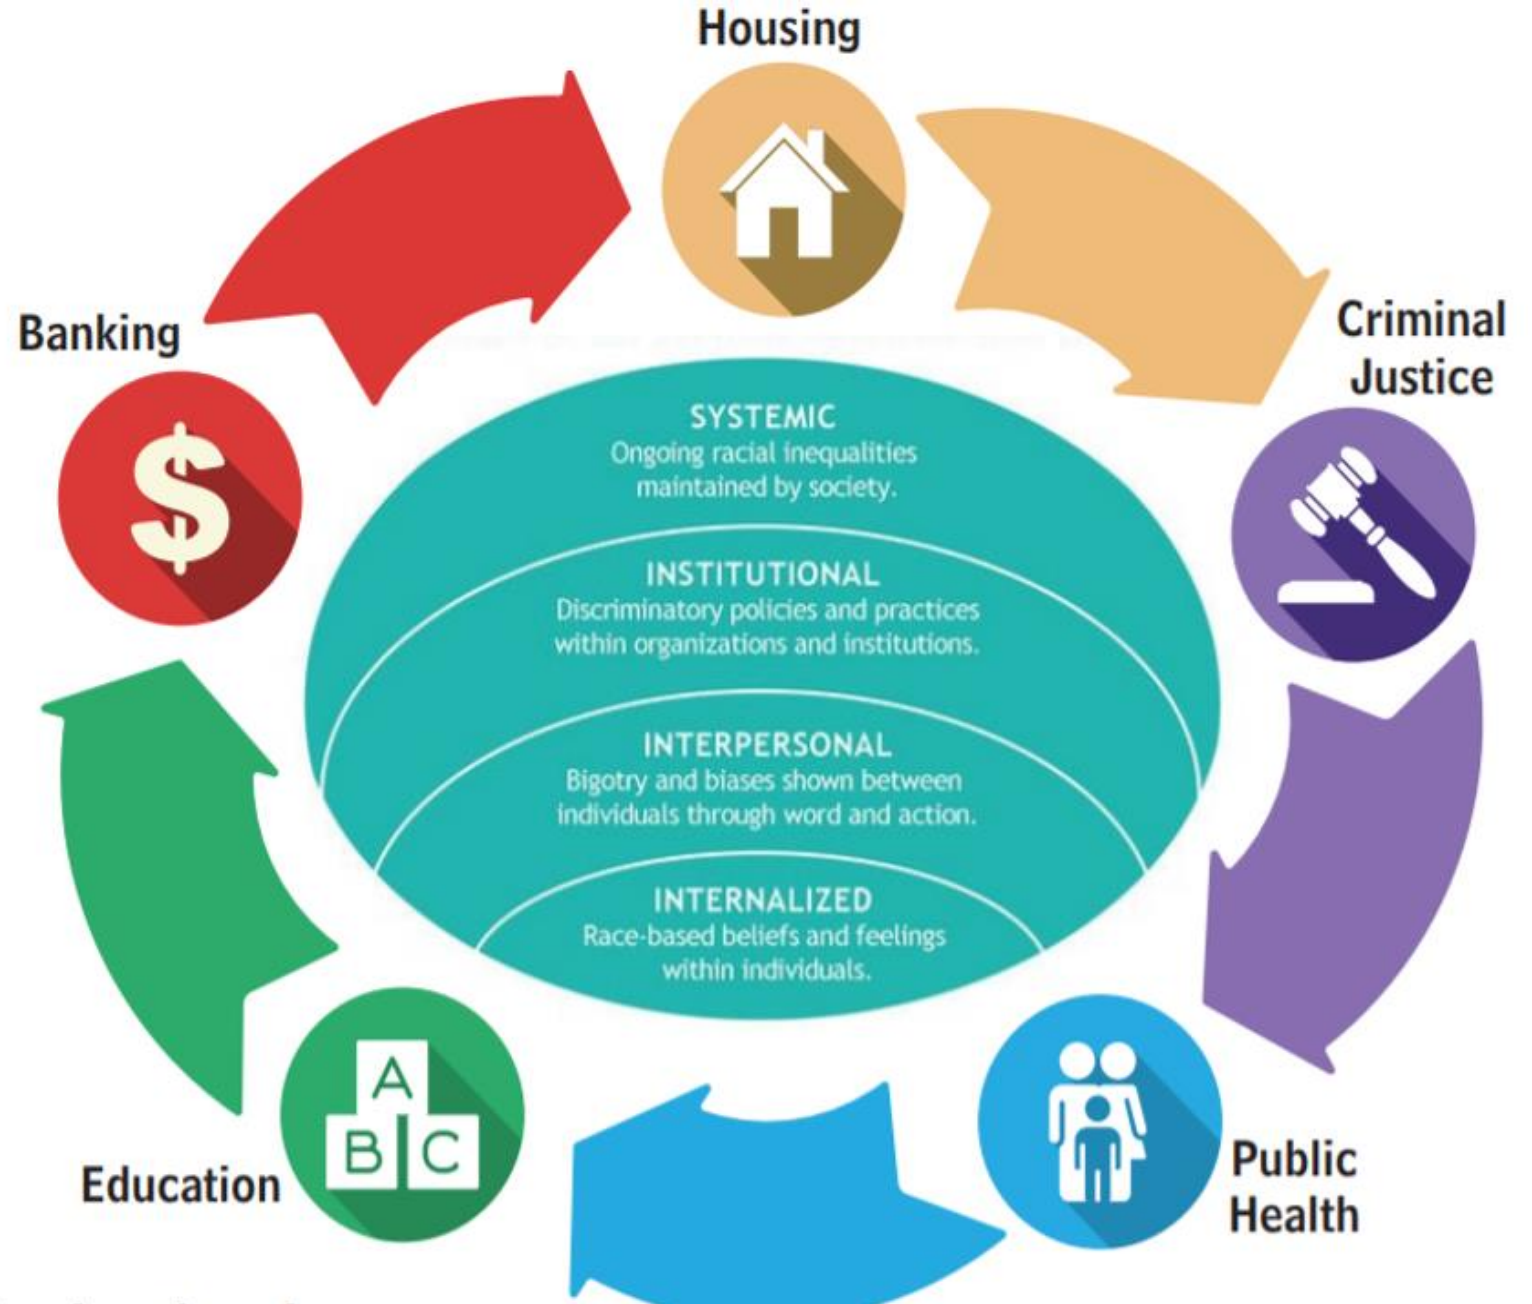 Housing
Banking
Criminal
Justice
SYSTEMIC
Ongoing racial inequalities
maintained by society.
INSTITUTIONAL
Discriminatory policies and practices
within organizations and institutions.
INTERPERSONAL
Bigotry and biases shown between
individuals through word and action.
INTERNALIZED
Race-based beliefs and feelings
within individuals.
$
A
B C
Education
Public
Health